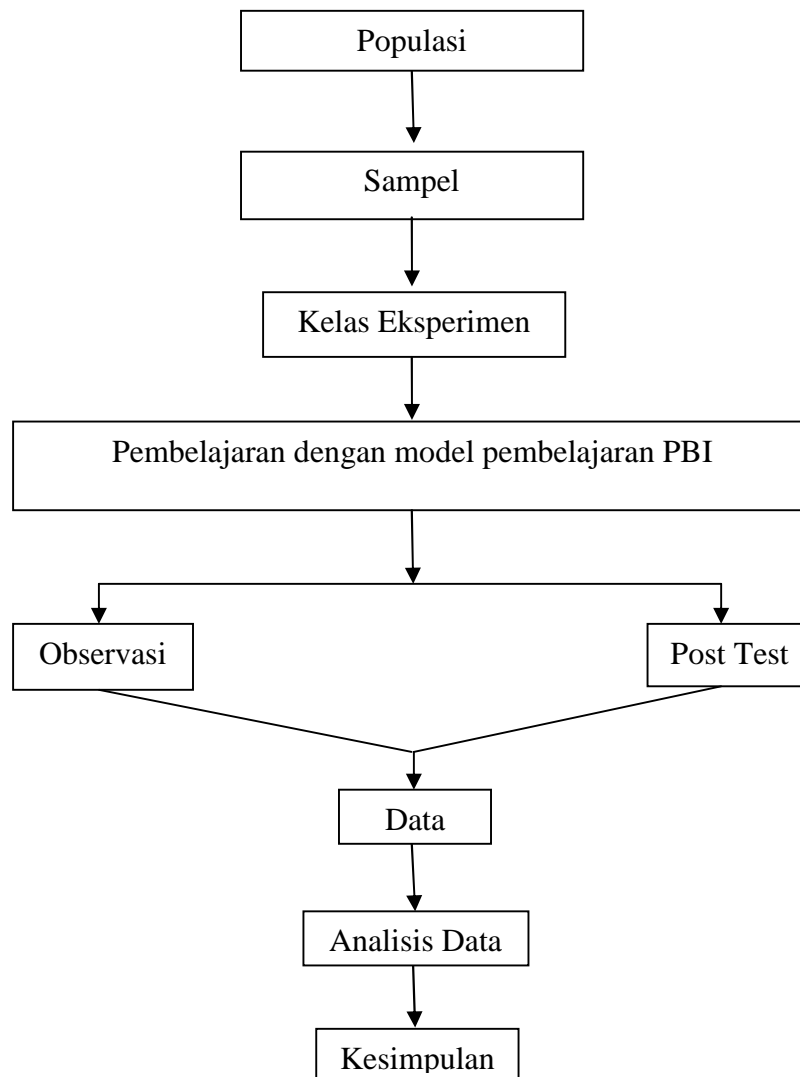 Populasi
Sampel
Kelas Eksperimen
Pembelajaran dengan model pembelajaran PBI
Observasi
Post Test
Data
Analisis Data
Kesimpulan